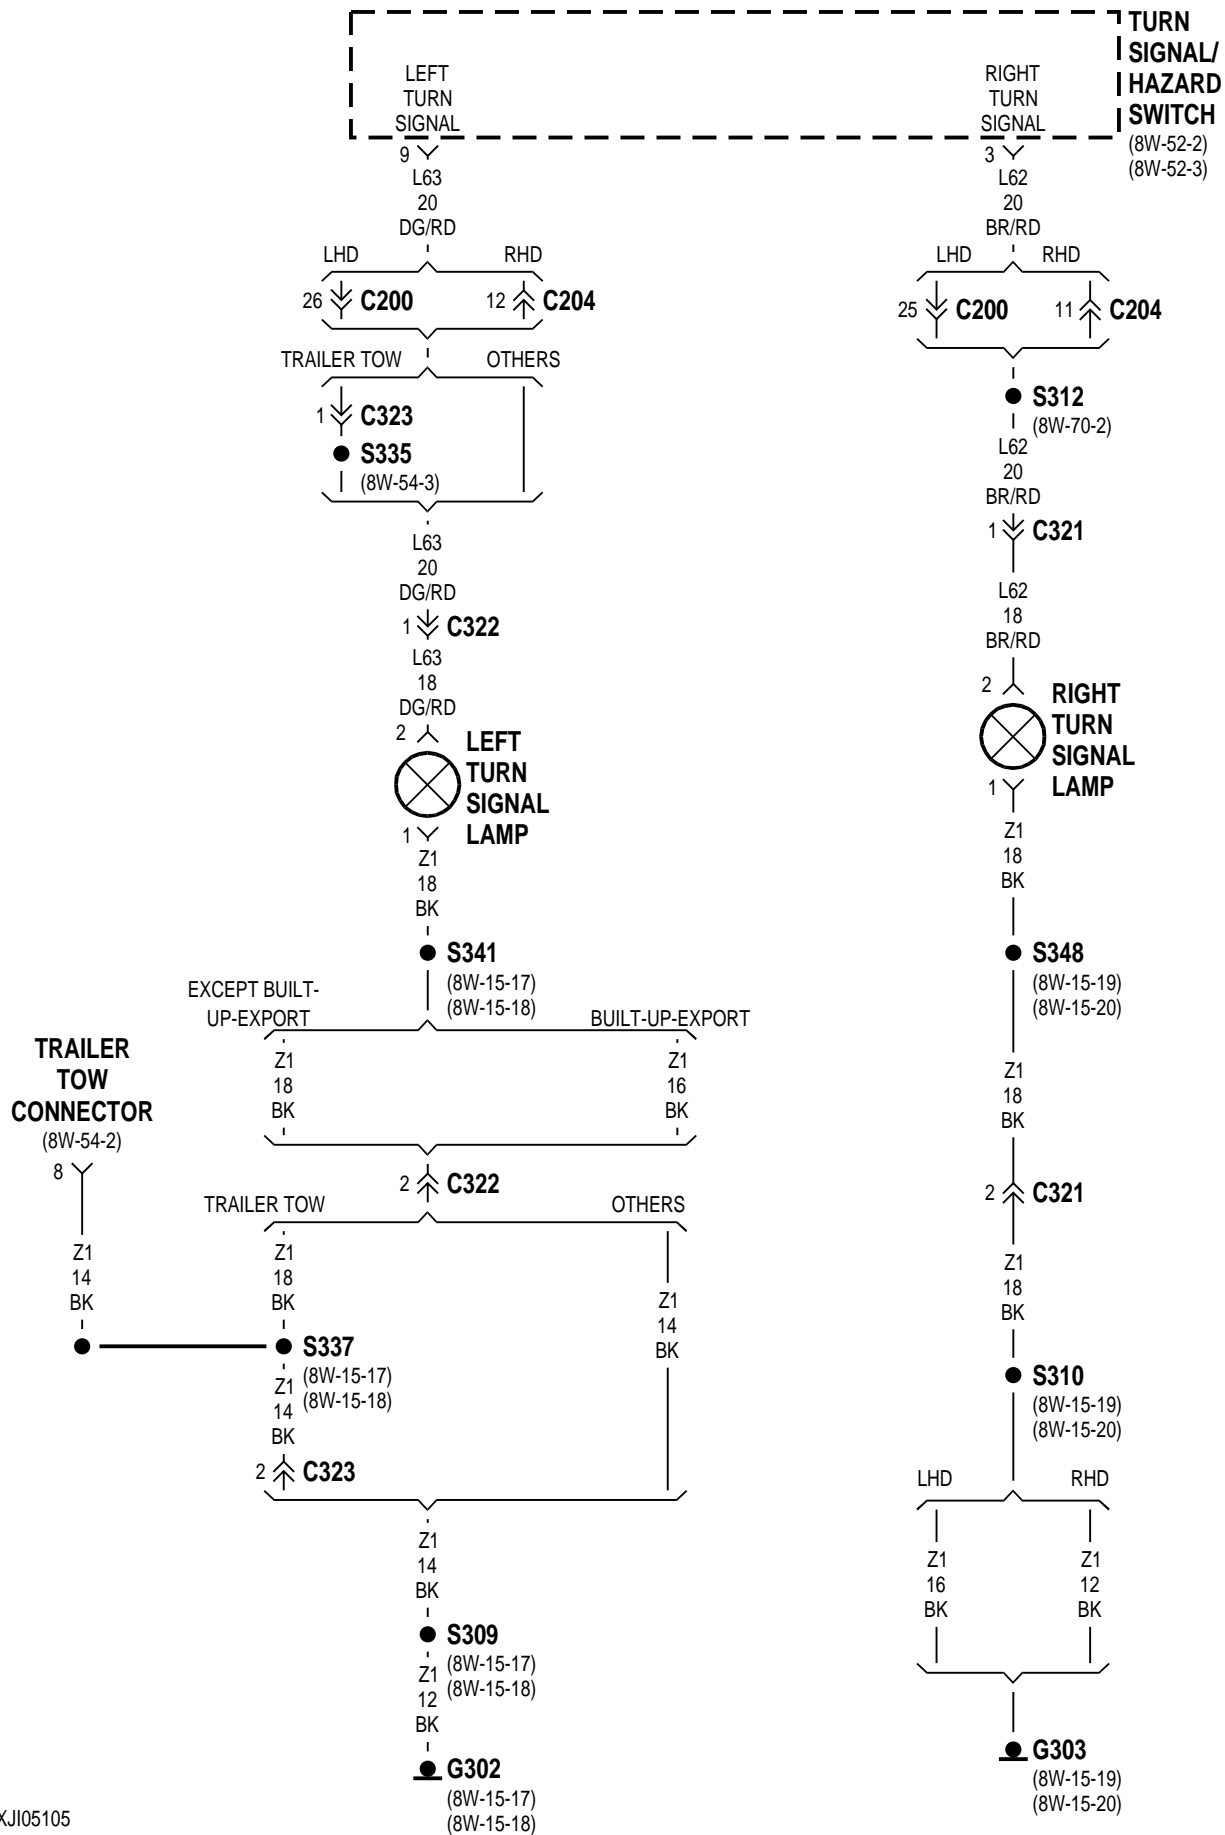 TURN
SIGNAL/
HAZARD
SWITCH
(8W-52-2)
(8W-52-3)
LEFT
TURN
SIGNAL
RIGHT
TURN
SIGNAL
9
L63
20
DG/RD
LHD
RHD
26
C200
12
C204
TRAILER TOW
OTHERS
1
C323
S335
(8W-54-3)
L63
20
DG/RD
1
C322
L63
18
DG/RD
2
LEFT
TURN
SIGNAL
LAMP
1
Z1
18
BK
S341
(8W-15-17)
(8W-15-18)
EXCEPT BUILT-
UP-EXPORT
BUILT-UP-EXPORT
Z1
18
BK
Z1
16
BK
TRAILER
TOW
CONNECTOR
(8W-54-2)
8
Z1
14
BK
2
C322
TRAILER TOW
OTHERS
Z1
18
BK
Z1
14
BK
S337
(8W-15-17)
(8W-15-18)
Z1
14
BK
2
C323
Z1
14
BK
S309
(8W-15-17)
(8W-15-18)
Z1
12
BK
G302
(8W-15-17)
(8W-15-18)
3
L62
20
BR/RD
LHD
RHD
25
C200
11
C204
S312
(8W-70-2)
L62
20
BR/RD
1
C321
L62
18
BR/RD
2
RIGHT
TURN
SIGNAL
LAMP
1
Z1
18
BK
S348
(8W-15-19)
(8W-15-20)
Z1
18
BK
2
C321
Z1
18
BK
S310
(8W-15-19)
(8W-15-20)
LHD
RHD
Z1
16
BK
Z1
12
BK
G303
(8W-15-19)
(8W-15-20)
XJI05105